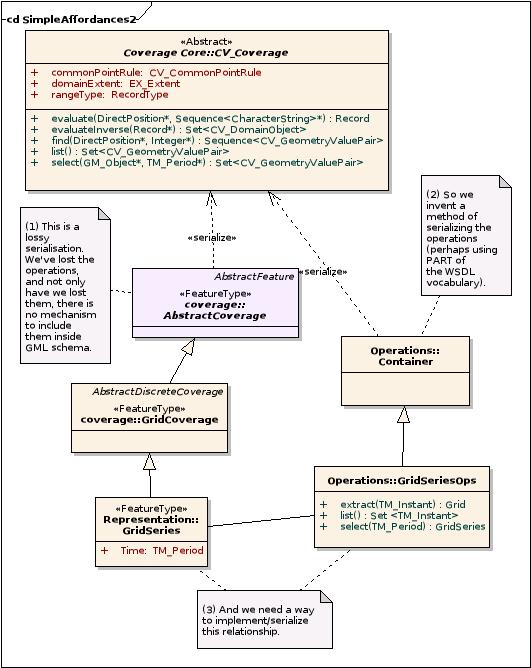 cd SimpleAffordances2
«Abstract»
Coverage Core::CV_Coverage
+ commonPointRule: CV_CommonPointRule
+ domainExtent: EX_Extent
+ rangeType: RecordType
+ evaluate(DirectPosition*, Sequence<CharacterString>*) : Record
+ evaluateInverse(Record*) : Set<CV_DomainObject>
+ find(DirectPosition*, Integer*) : Sequence<CV_GeometryValuePair>
+ list() : Set<CV_GeometryValuePair>
+ select(GM_Object*, TM_Period*) : Set<CV_GeometryValuePair>
(1) This is a
lossy
serialisation.
We've lost the
operations,
and not only
have we lost
them, there is
no mechanism
to include
them inside
GML schema.
«serialize»
«serialize»
(2) So we
invent a
method of
serializing the
operations
(perhaps using
PART of
the WSDL
vocabulary).
AbstractFeature
«FeatureType»
coverage::
AbstractCoverage
Operations::
Container
AbstractDiscreteCoverage
«FeatureType»
coverage::GridCoverage
Operations::GridSeriesOps
+ extract(TM_Instant) : Grid
+ list() : Set <TM_Instant>
+ select(TM_Period) : GridSeries
«FeatureType»
Representation::
GridSeries
+ Time: TM_Period
(3) And we need a way
to implement/serialize
this relationship.